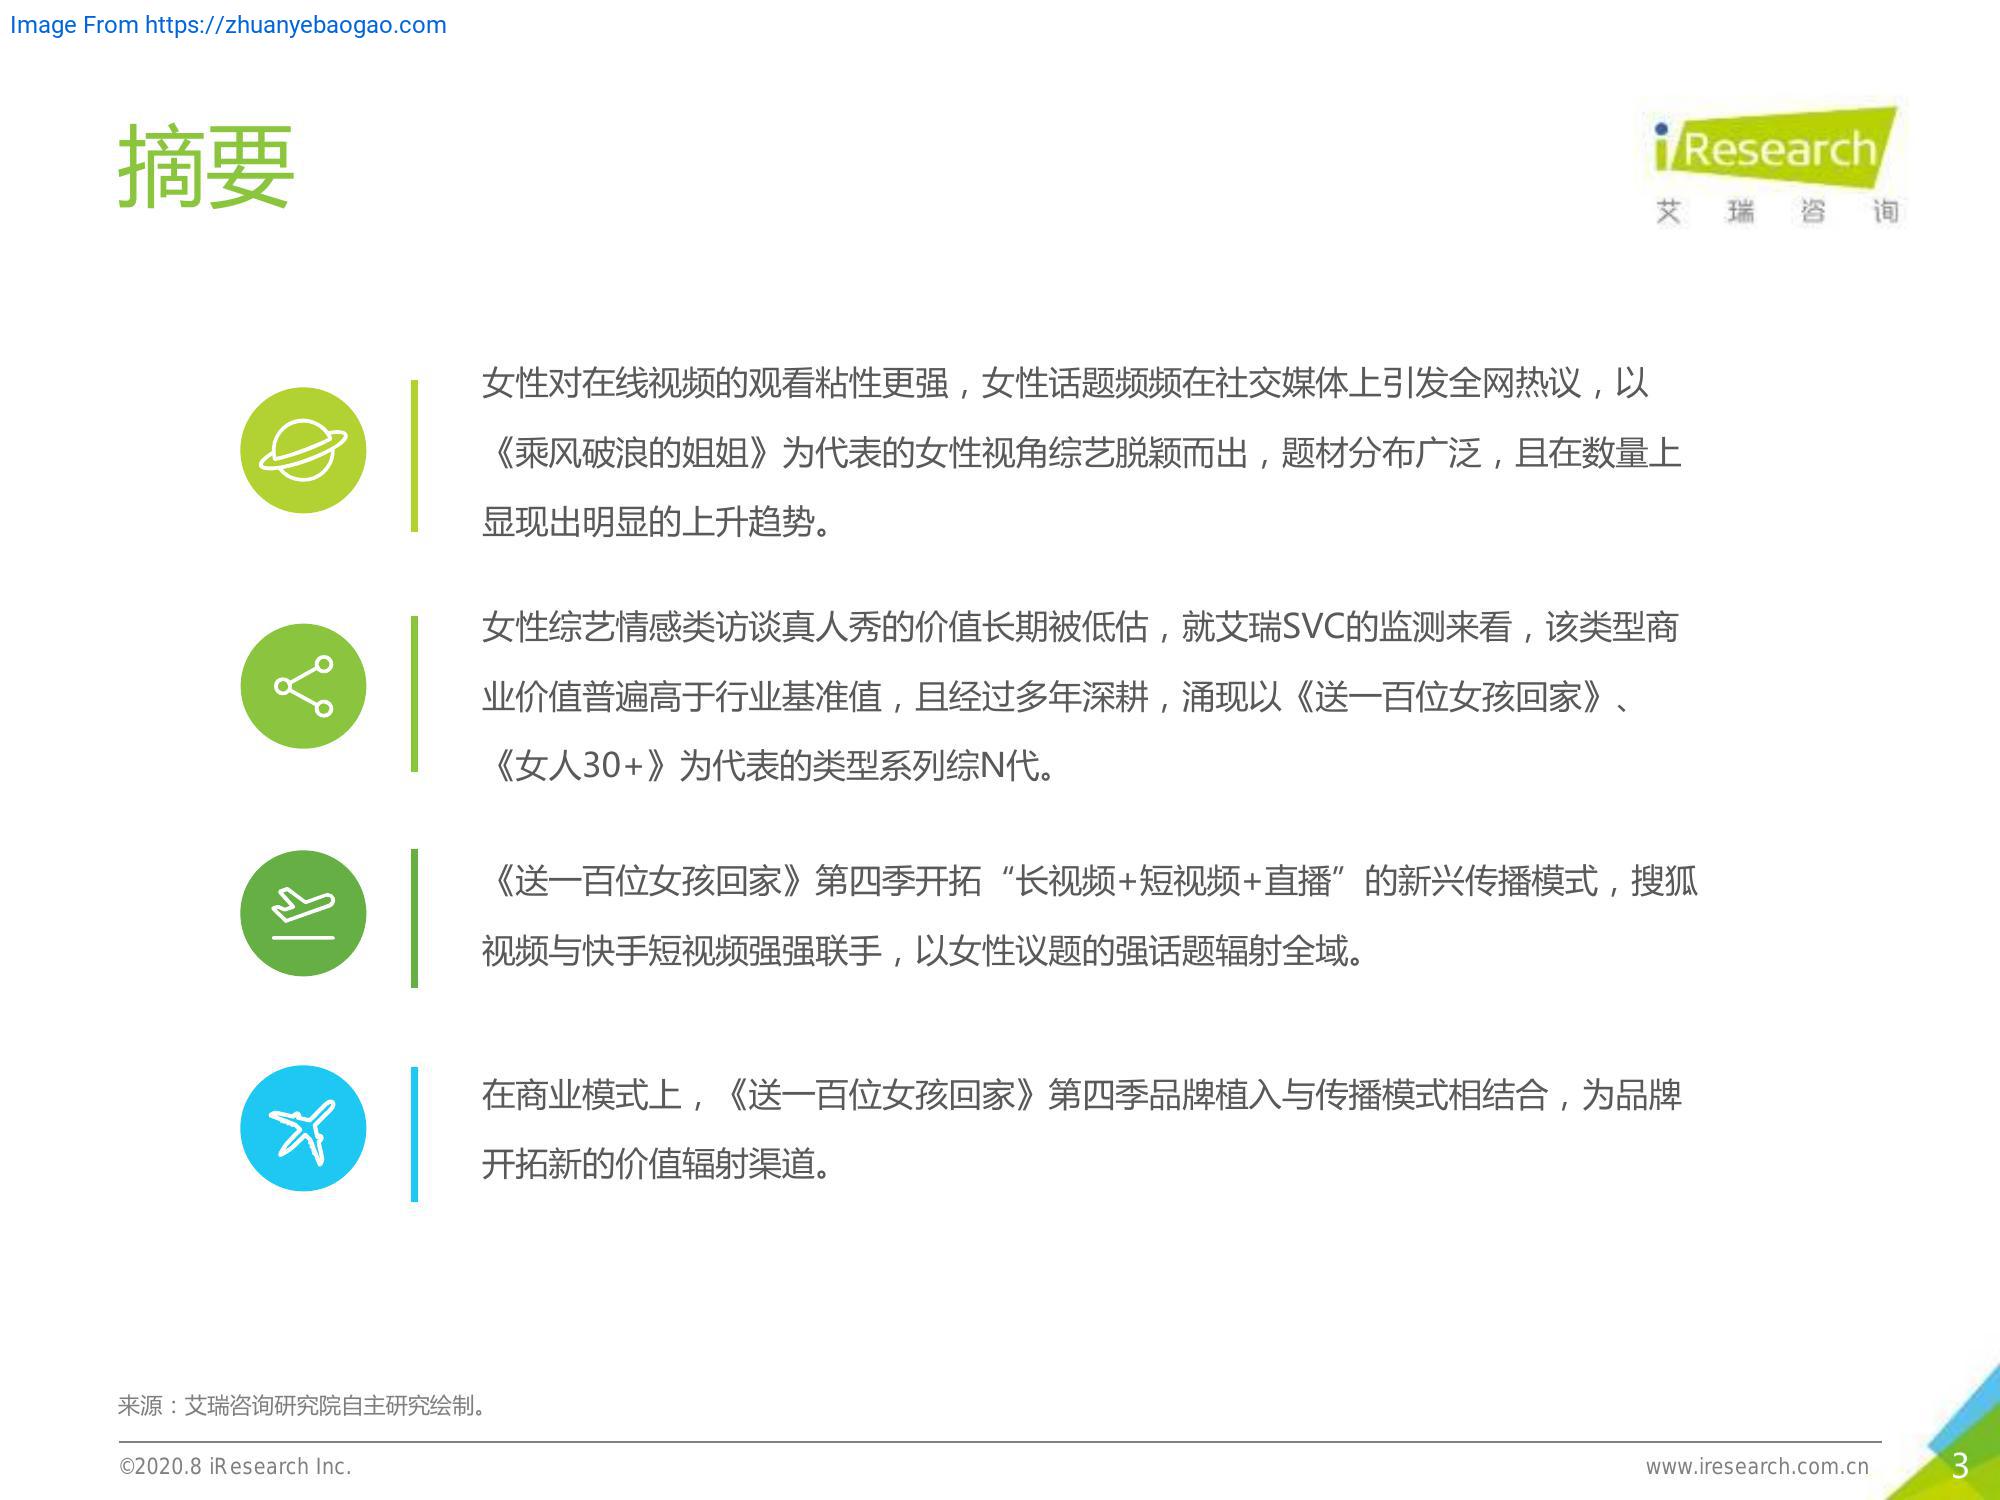 Image From https://zhuanyebaogao.com
摘要
iResearch
艾瑞咨询
女性对在线视频的观看粘性更强，女性话题频频在社交媒体上引发全网热议，以
《乘风破浪的姐姐》为代表的女性视角综艺脱颖而出，题材分布广泛，且在数量上
显现出明显的上升趋势。
女性综艺情感类访谈真人秀的价值长期被低估，就艾瑞SVC的监测来看，该类型商
业价值普遍高于行业基准值，且经过多年深耕，涌现以《送一百位女孩回家》、
《女人30+》为代表的类型系列综N代。
《送一百位女孩回家》第四季开拓“长视频+短视频+直播”的新兴传播模式，搜狐
视频与快手短视频强强联手，以女性议题的强话题辐射全域。
在商业模式上，《送一百位女孩回家》第四季品牌植入与传播模式相结合，为品牌
开拓新的价值辐射渠道。
来源：艾瑞咨询研究院自主研究绘制。
©2020.8 iResearch Inc.
www.iresearch.com.cn
3